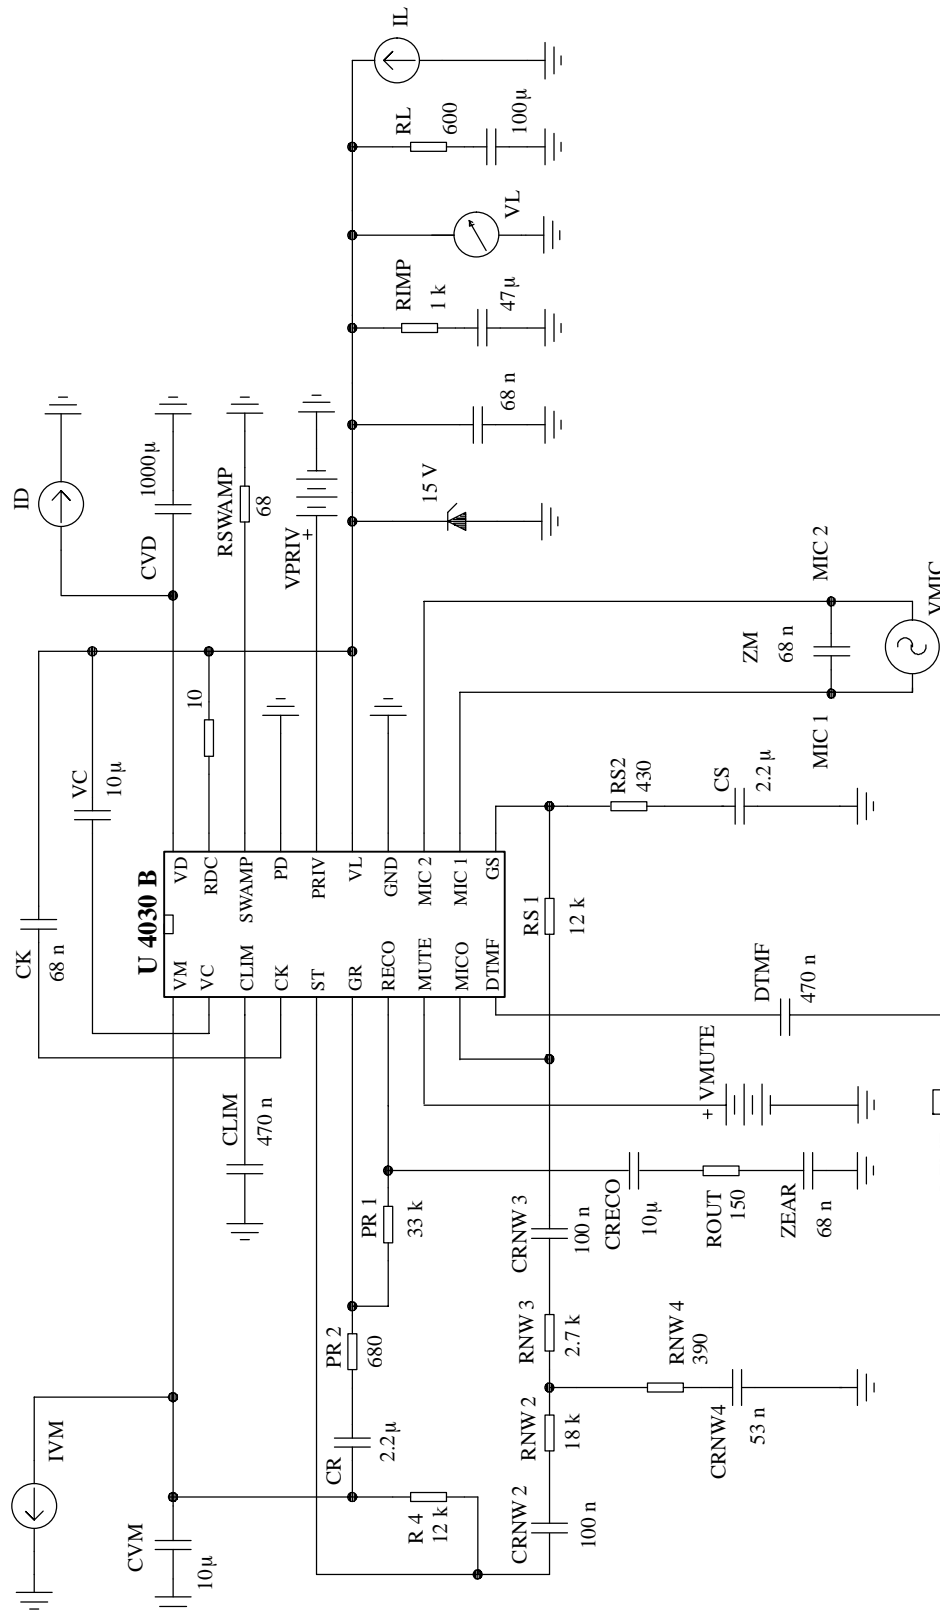 IL
RL
600
100µ
VL
RIMP
1 k
47µ
68 n
15 V
ID
CVD
1000µ
RSWAMP
68
VPRIV
+
CK
68 n
VC
10µ
10
U 4030 B
VM
VC
CLIM
CK
ST
GR
RECO
MUTE
MICO
DTMF
VD
RDC
SWAMP
PD
PRIV
VL
GND
MIC 2
MIC 1
GS
MIC 2
ZM
68 n
MIC 1
VMIC
RS2
430
CS
2.2 µ
RS 1
12 k
DTMF
470 n
+ VMUTE
CLIM
470 n
PR 1
33 k
CRECO
10µ
ROUT
150
ZEAR
68 n
CRNW 3
100 n
RNW 3
2.7 k
RNW 4
390
CRNW4
53 n
RNW 2
18 k
CRNW 2
100 n
PR 2
680
CR
2.2µ
R 4
12 k
IVM
CVM
10µ